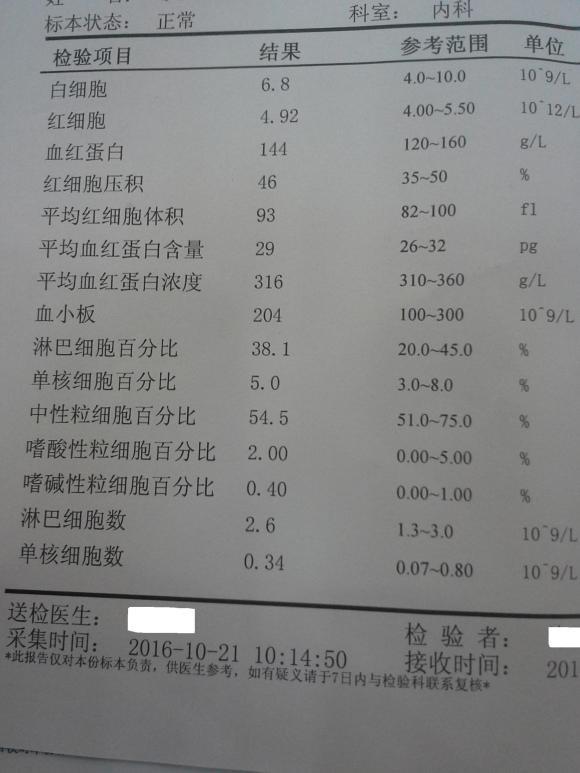 标本状态： 正常 科室： 内科
检验项目 结果 参考范围 单位
白细胞 6.8 4.0~10.0 10^9/L
红细胞 4.92 4.00~5.50 10^12/L
血红蛋白 144 120~160 g/L
红细胞压积 46 35~50 %
平均红细胞体积 93 82~100 fl
平均血红蛋白含量 29 26~32 pg
平均血红蛋白浓度 316 310~360 g/L
血小板 204 100~300 10^9/L
淋巴细胞百分比 38.1 20.0~45.0 %
单核细胞百分比 5.0 3.0~8.0 %
中性粒细胞百分比 54.5 51.0~75.0 %
嗜酸性粒细胞百分比 2.00 0.00~5.00 %
嗜碱性粒细胞百分比 0.40 0.00~1.00 %
淋巴细胞数 2.6 1.3~3.0 10^9/L
单核细胞数 0.34 0.07~0.80 10^9/L
送检医生： 检 验 者：
采集时间： 2016-10-21 10:14:50 接收时间： 201
*此报告仅对本份标本负责，供医生参考，如有疑义请于7日内与检验科联系复核*